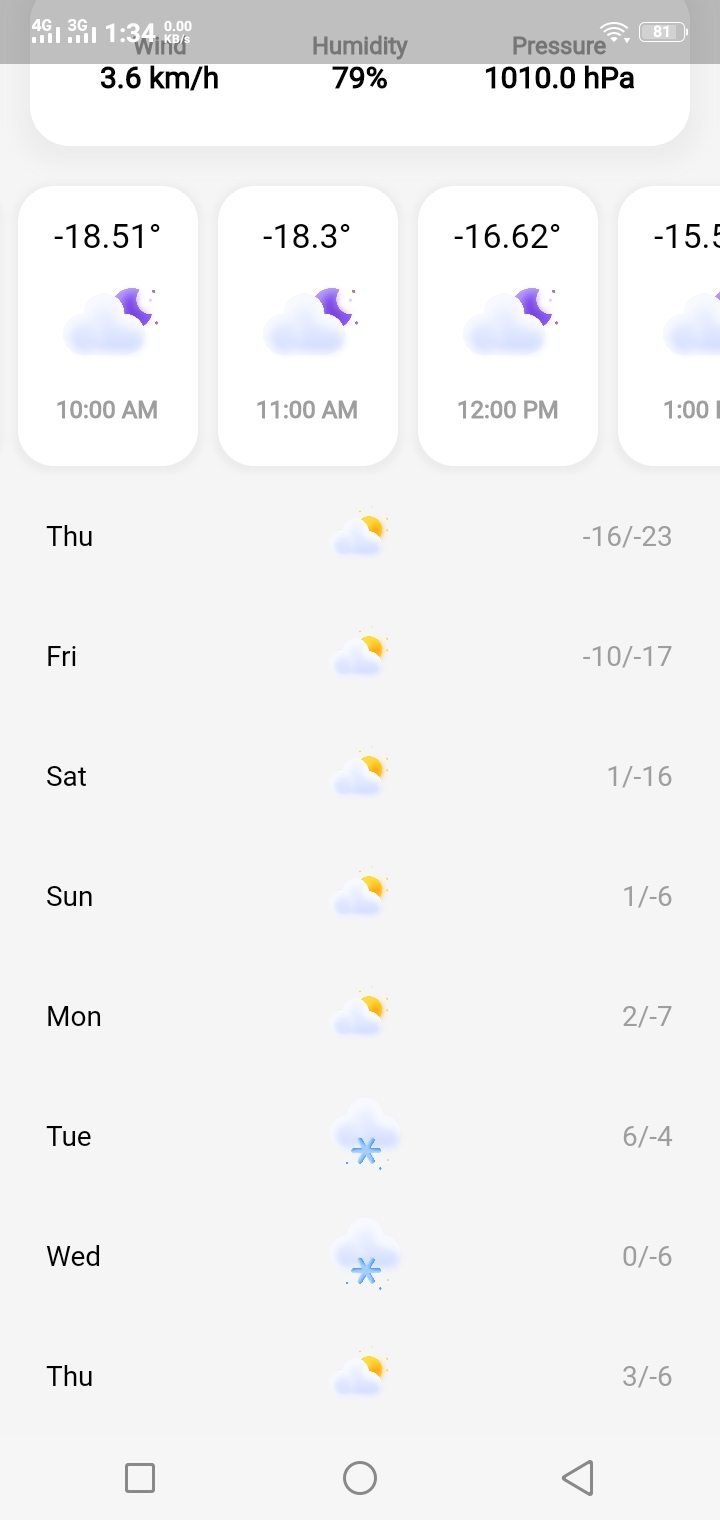 4G 3G 1:34 0.00 KB/s 81
Wind Humidity Pressure
3.6 km/h 79% 1010.0 hPa
-18.51° -18.3° -16.62° -15.5
10:00 AM 11:00 AM 12:00 PM 1:00
Thu -16/-23
Fri -10/-17
Sat 1/-16
Sun 1/-6
Mon 2/-7
Tue 6/-4
Wed 0/-6
Thu 3/-6